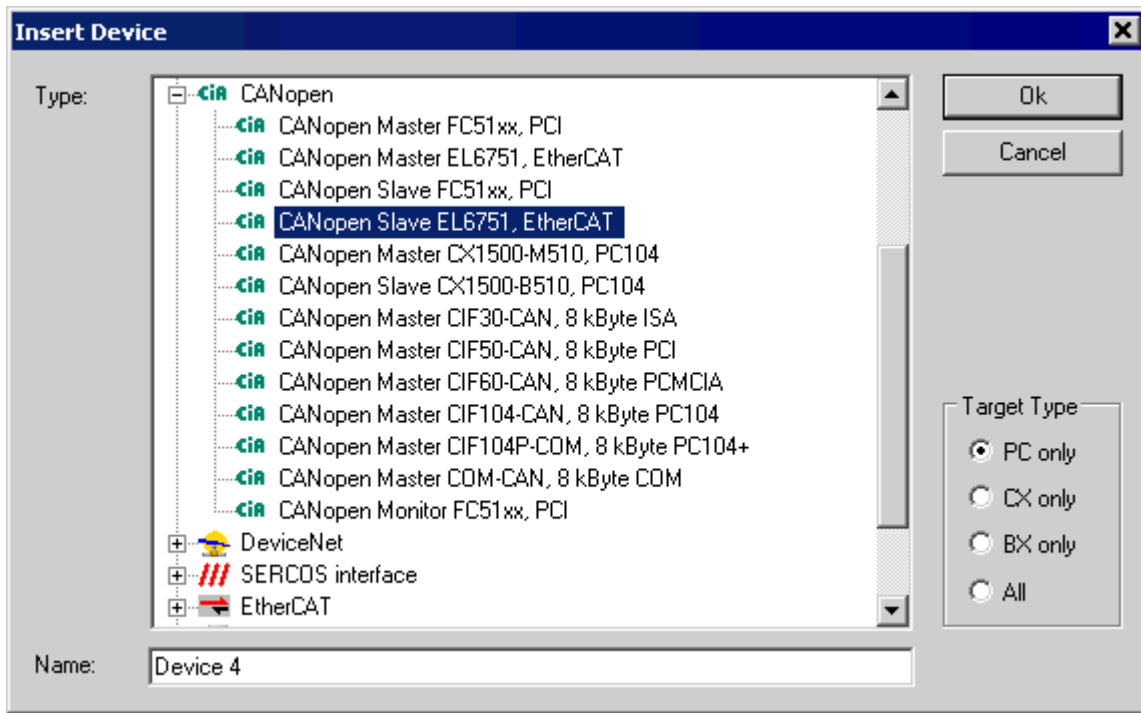 Insert Device
Type:
CiA CANopen
CiA CANopen Master FC51xx, PCI
CiA CANopen Master EL6751, EtherCAT
CiA CANopen Slave FC51xx, PCI
CiA CANopen Slave EL6751, EtherCAT
CiA CANopen Master CX1500-M510, PC104
CiA CANopen Slave CX1500-B510, PC104
CiA CANopen Master CIF30-CAN, 8 kByte ISA
CiA CANopen Master CIF50-CAN, 8 kByte PCI
CiA CANopen Master CIF60-CAN, 8 kByte PCMCIA
CiA CANopen Master CIF104-CAN, 8 kByte PC104
CiA CANopen Master CIF104P-COM, 8 kByte PC104+
CiA CANopen Master COM-CAN, 8 kByte COM
CiA CANopen Monitor FC51xx, PCI
DeviceNet
SERCOS interface
EtherCAT
Ok
Cancel
Target Type
PC only
CX only
BX only
All
Name:
Device 4